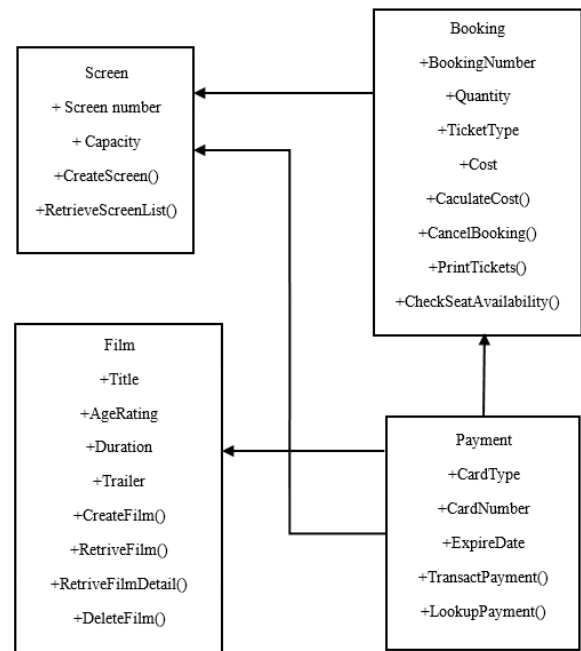 Screen
+ Screen number
+ Capacity
+CreateScreen()
+RetrieveScreenList()
Booking
+BookingNumber
+Quantity
+TicketType
+Cost
+CaculateCost()
+CancelBooking()
+PrintTickets()
+CheckSeatAvailability()
Film
+Title
+AgeRating
+Duration
+Trailer
+CreateFilm()
+RetriveFilm()
+RetriveFilmDetail()
+DeleteFilm()
Payment
+CardType
+CardNumber
+ExpireDate
+TransactPayment()
+LookupPayment()